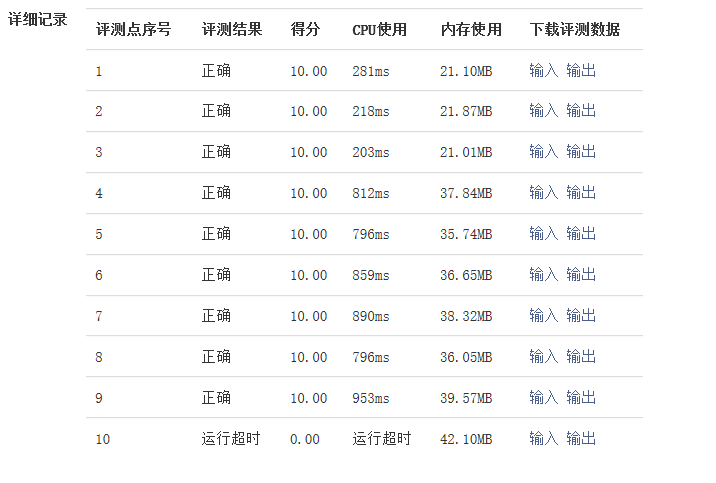 详细记录
评测点序号 评测结果 得分 CPU使用 内存使用 下载评测数据
1 正确 10.00 281ms 21.10MB 输入 输出
2 正确 10.00 218ms 21.87MB 输入 输出
3 正确 10.00 203ms 21.01MB 输入 输出
4 正确 10.00 812ms 37.84MB 输入 输出
5 正确 10.00 796ms 35.74MB 输入 输出
6 正确 10.00 859ms 36.65MB 输入 输出
7 正确 10.00 890ms 38.32MB 输入 输出
8 正确 10.00 796ms 36.05MB 输入 输出
9 正确 10.00 953ms 39.57MB 输入 输出
10 运行超时 0.00 运行超时 42.10MB 输入 输出